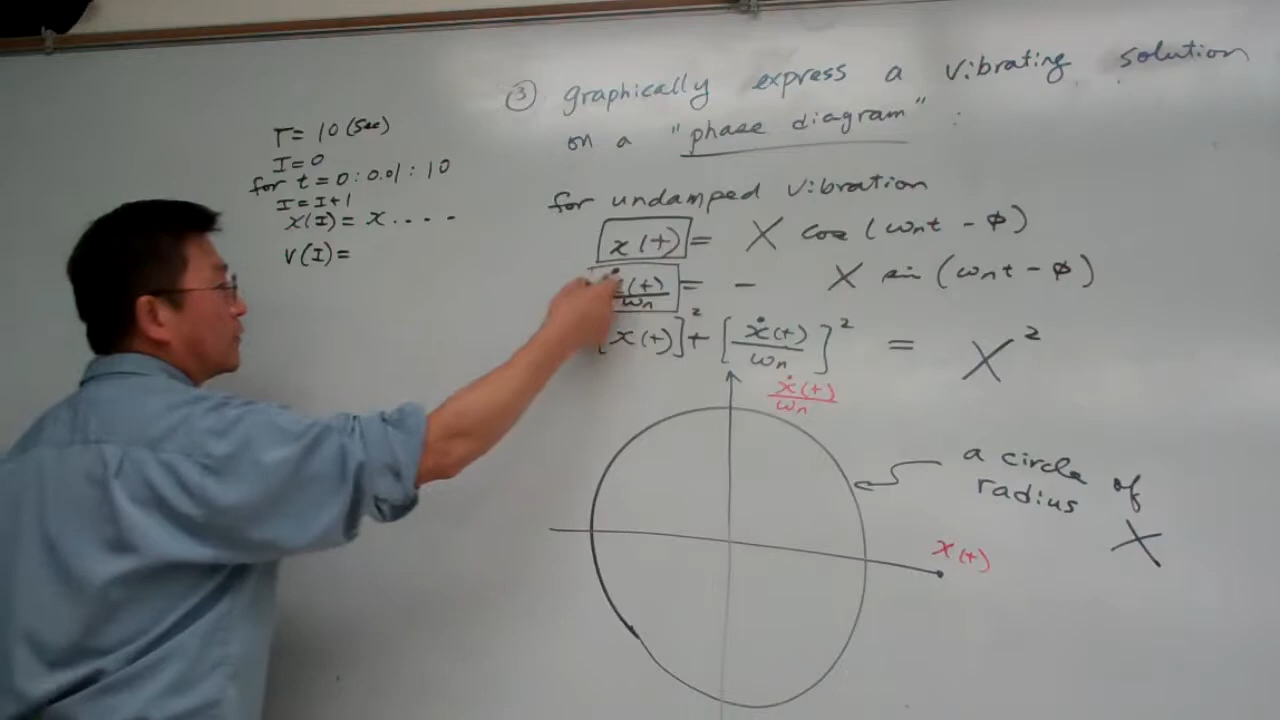 ③ graphically express a vibrating solution
on a "phase diagram"
T = 10 (sec)
I = 0
for t = 0 : 0.01 : 10
I = I + 1
x(I) = x . . . .
V(I) =
for undamped vibration
x(t) = X cos (ωnt - φ)
ẋ(t)/ωn = - X sin (ωnt - φ)
[x(t)]² + [ẋ(t)/ωn]² = X²
ẋ(t)/ωn
a circle of
radius
X
x(t)